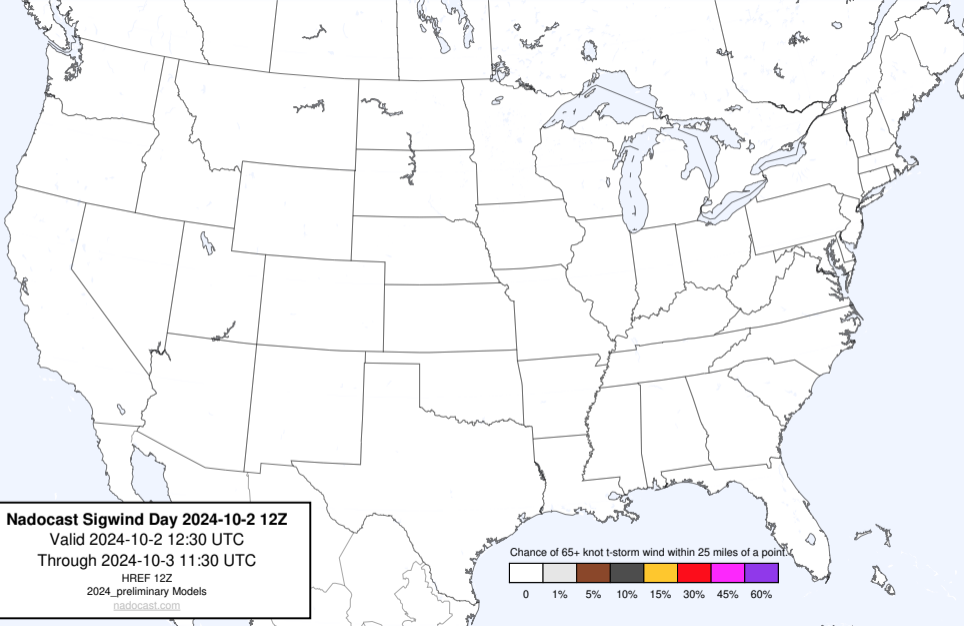 Nadocast Sigwind Day 2024-10-2 12Z
Valid 2024-10-2 12:30 UTC
Through 2024-10-3 11:30 UTC
HREF 12Z
2024_preliminary Models
nadocast.com
Chance of 65+ knot t-storm wind within 25 miles of a point.
0 1% 5% 10% 15% 30% 45% 60%